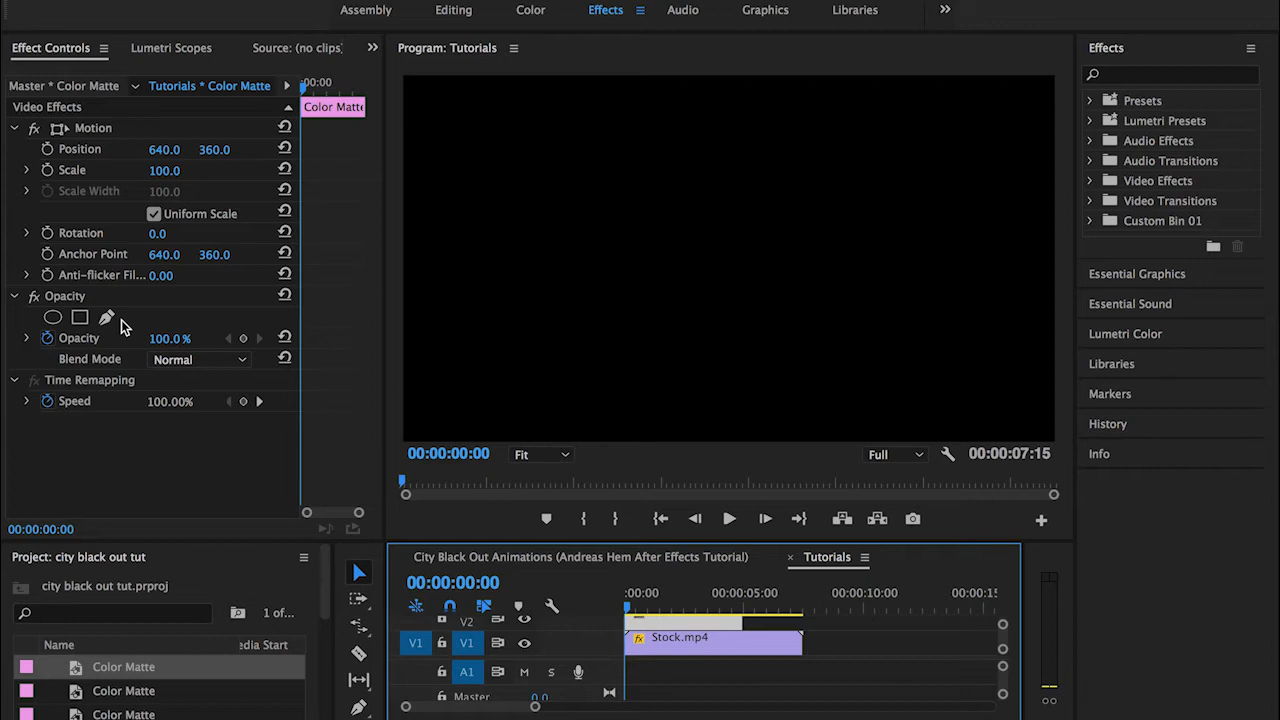 Assembly Editing Color Effects Audio Graphics Libraries
Effect Controls Lumetri Scopes Source: (no clips)
Program: Tutorials
Effects
Master * Color Matte Tutorials * Color Matte :00:00
Video Effects Color Matte
Motion
Position 640.0 360.0
Scale 100.0
Scale Width 100.0
Uniform Scale
Rotation 0.0
Anchor Point 640.0 360.0
Anti-flicker Fil... 0.00
Opacity
Opacity 100.0 %
Blend Mode Normal
Time Remapping
Speed 100.00%
00:00:00:00
00:00:00:00 Fit Full 00:00:07:15
Presets
Lumetri Presets
Audio Effects
Audio Transitions
Video Effects
Video Transitions
Custom Bin 01
Essential Graphics
Essential Sound
Lumetri Color
Libraries
Markers
History
Info
Project: city black out tut
city black out tut.prproj
1 of...
Name edia Start
Color Matte
Color Matte
Color Matte
City Black Out Animations (Andreas Hem After Effects Tutorial) × Tutorials
00:00:00:00
:00:00 00:00:05:00 00:00:10:00 00:00:15
V2
V1 V1 fx Stock.mp4
A1 M S
Master 0.0